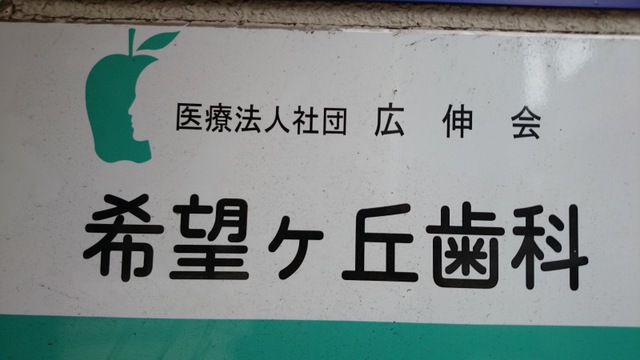 医療法人社団 広伸会
希望ヶ丘歯科